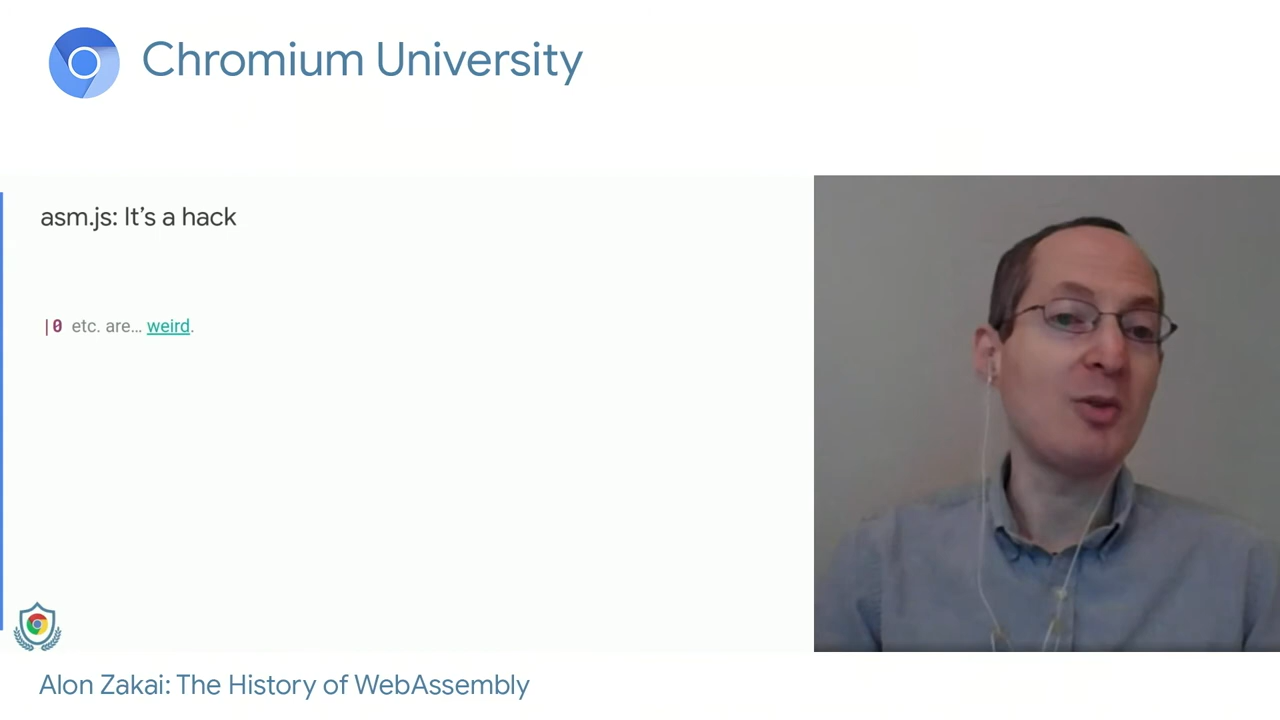 Chromium University
asm.js: It’s a hack
|0 etc. are… weird.
Alon Zakai: The History of WebAssembly